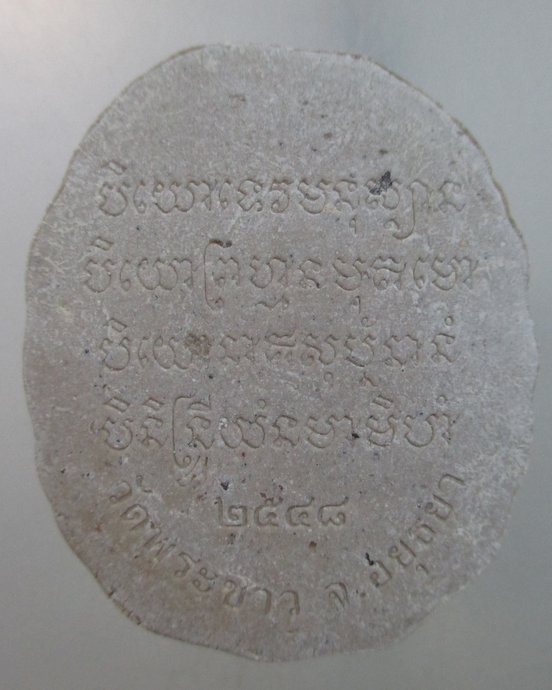 បិយោទេវមនុស្សាន
បិយោព្រហ្មានមុតមោ
បិយោនាគសុបណ្ណានំ
បិនិន្ទ្រិយំនមាមិហំ
๒๕๔๘
วัดพระขาว จ.อยุธยา